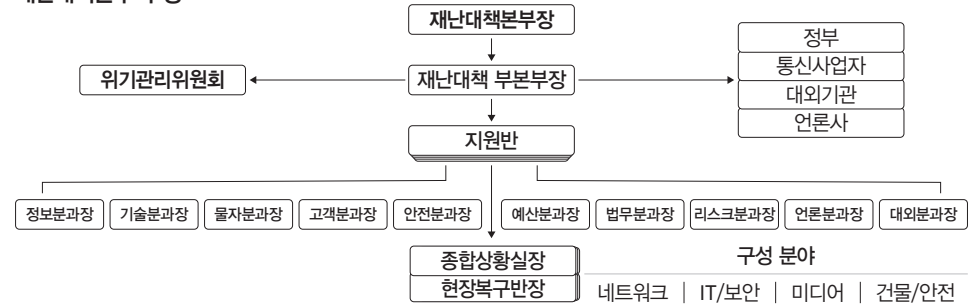 재난대책본부장
정부
통신사업자
위기관리위원회
재난대책 부본부장
대외기관
언론사
지원반
정보분과장 기술분과장 물자분과장 고객분과장 안전분과장 예산분과장 법무분과장 리스크분과장 언론분과장 대외분과장
종합상황실장
구성 분야
현장복구반장
네트워크 | IT/보안 | 미디어 | 건물/안전